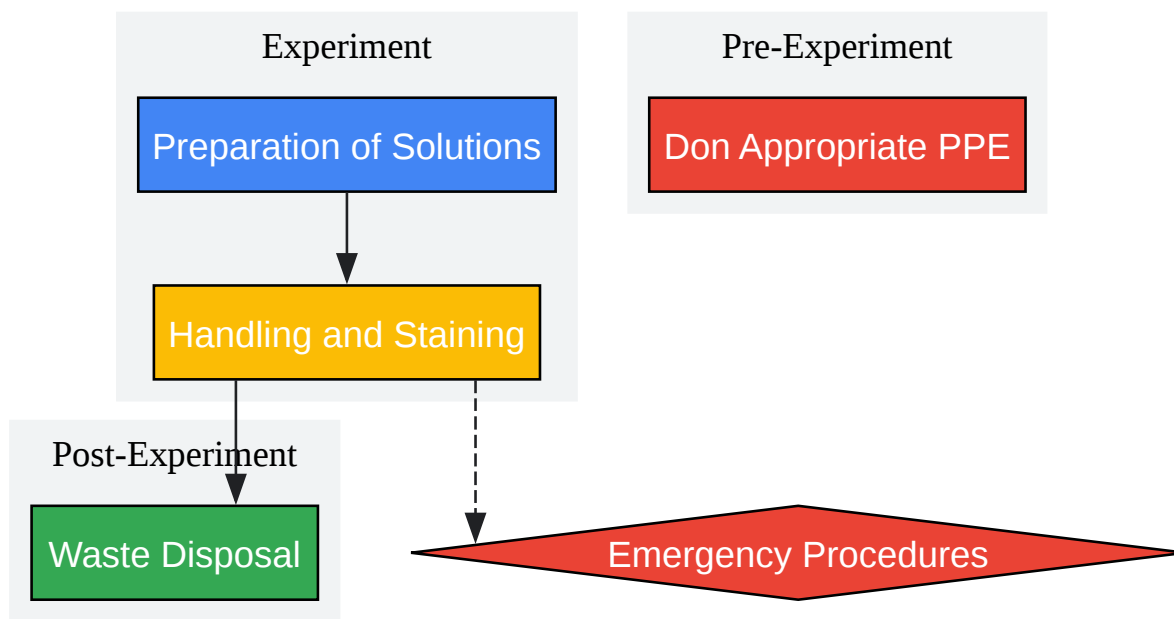 Experiment
Preparation of Solutions
Handling and Staining
Pre-Experiment
Don Appropriate PPE
Post-Experiment
Waste Disposal
Emergency Procedures